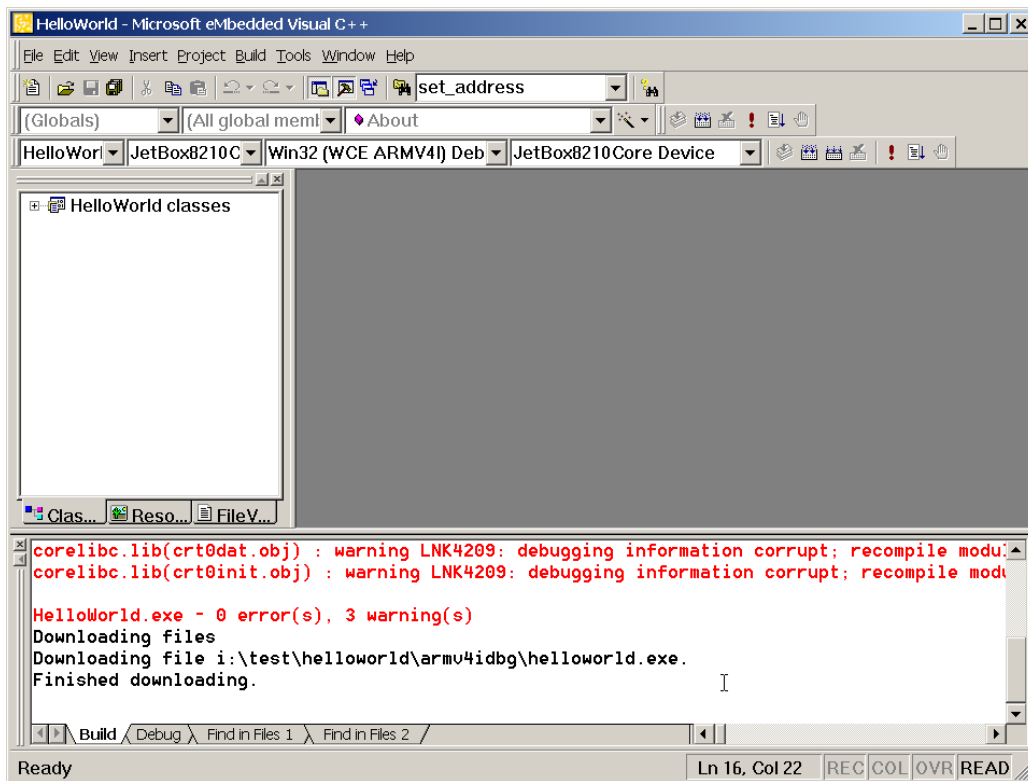 HelloWorld - Microsoft eMbedded Visual C++
File Edit View Insert Project Build Tools Window Help
set_address
(Globals) (All global meml About
HelloWorl JetBox8210C Win32 (WCE ARMV4I) Deb JetBox8210Core Device
HelloWorld classes
Clas... Reso... FileV...
corelibc.lib(crt0dat.obj) : warning LNK4209: debugging information corrupt; recompile modul
corelibc.lib(crt0init.obj) : warning LNK4209: debugging information corrupt; recompile modu
HelloWorld.exe - 0 error(s), 3 warning(s)
Downloading files
Downloading file i:\test\helloworld\armv4idbg\helloworld.exe.
Finished downloading.
Build Debug Find in Files 1 Find in Files 2
Ready Ln 16, Col 22 REC COL OVR READ